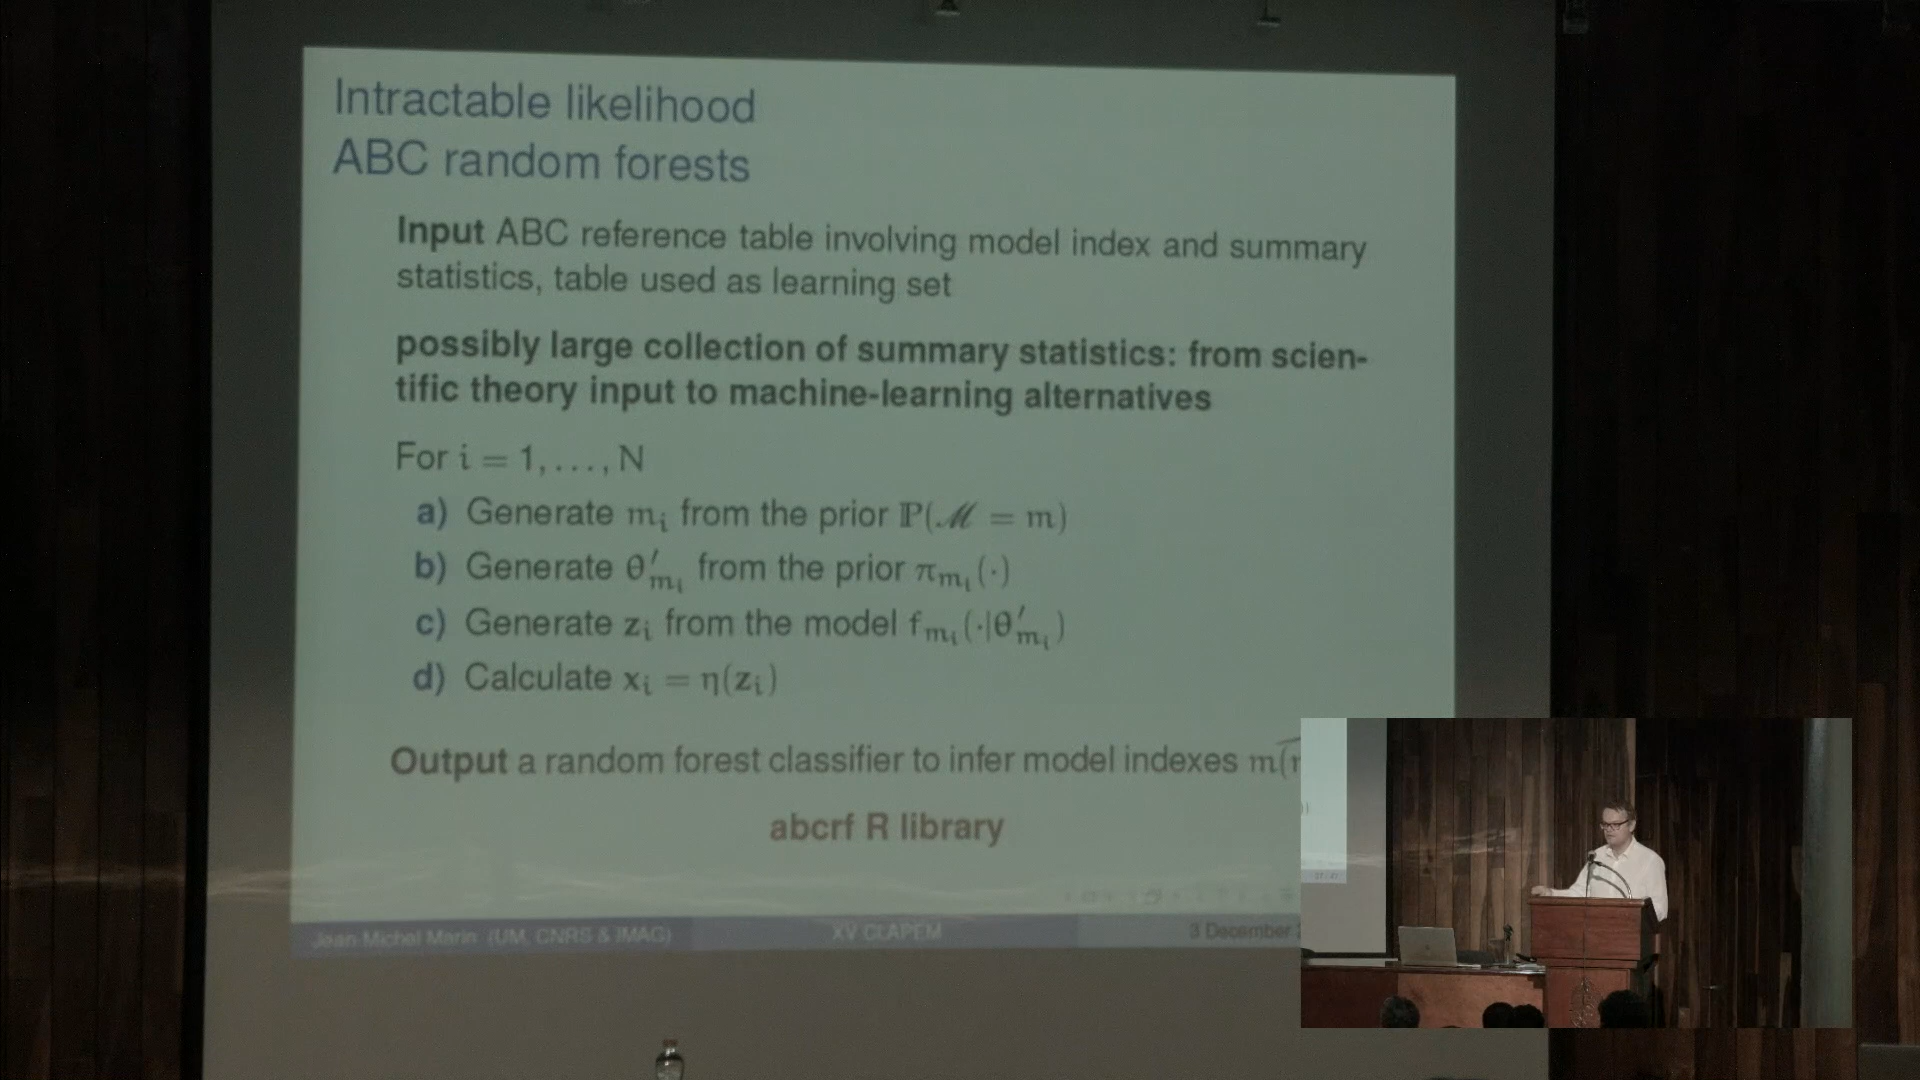 Intractable likelihood
ABC random forests
Input ABC reference table involving model index and summary
statistics, table used as learning set
possibly large collection of summary statistics: from scien-
tific theory input to machine-learning alternatives
For i = 1, . . . , N
a) Generate mᵢ from the prior ℙ(ℳ = m)
b) Generate θ′_{mᵢ} from the prior π_{mᵢ}(·)
c) Generate zᵢ from the model f_{mᵢ}(·|θ′_{mᵢ})
d) Calculate xᵢ = η(zᵢ)
Output a random forest classifier to infer model indexes
abcrf R library
Jean-Michel Marin (UM, CNRS & IMAG) XV CLAPEM 3 December